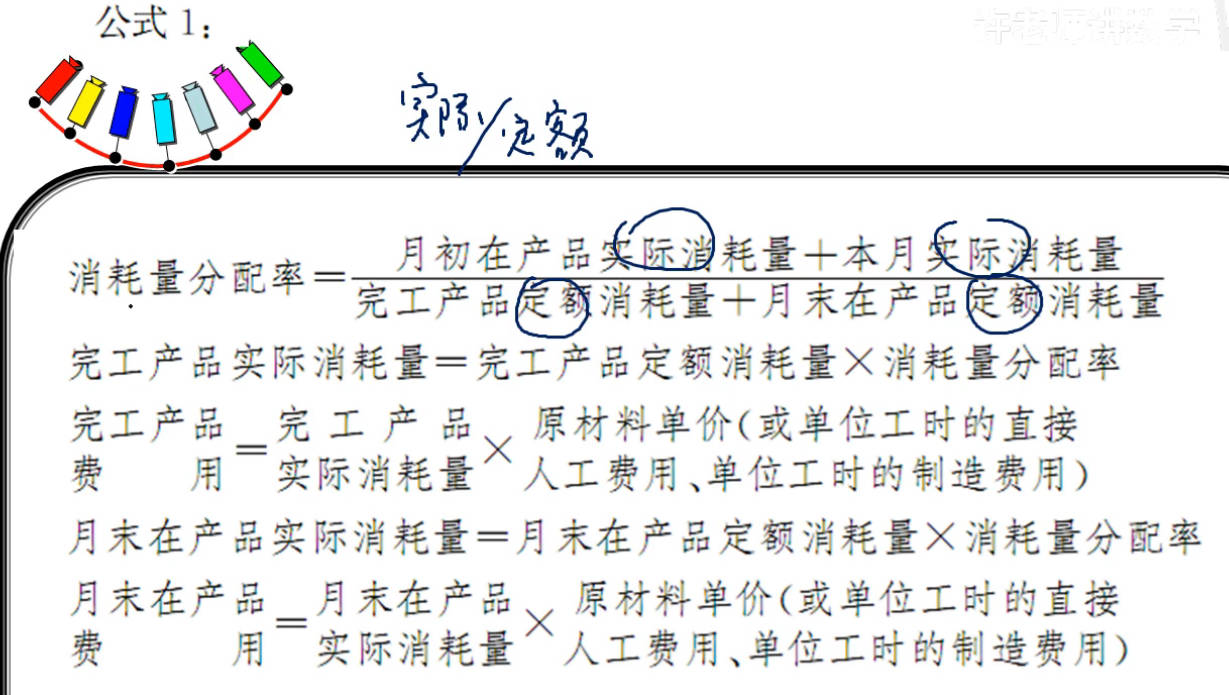 公式1：
许老师讲数学
实际/定额
消耗量分配率＝月初在产品实际消耗量＋本月实际消耗量
完工产品定额消耗量＋月末在产品定额消耗量
完工产品实际消耗量＝完工产品定额消耗量×消耗量分配率
完工产品 完工产品 原材料单价(或单位工时的直接
费用＝实际消耗量×人工费用、单位工时的制造费用)
月末在产品实际消耗量＝月末在产品定额消耗量×消耗量分配率
月末在产品 月末在产品 原材料单价(或单位工时的直接
费用＝实际消耗量×人工费用、单位工时的制造费用)